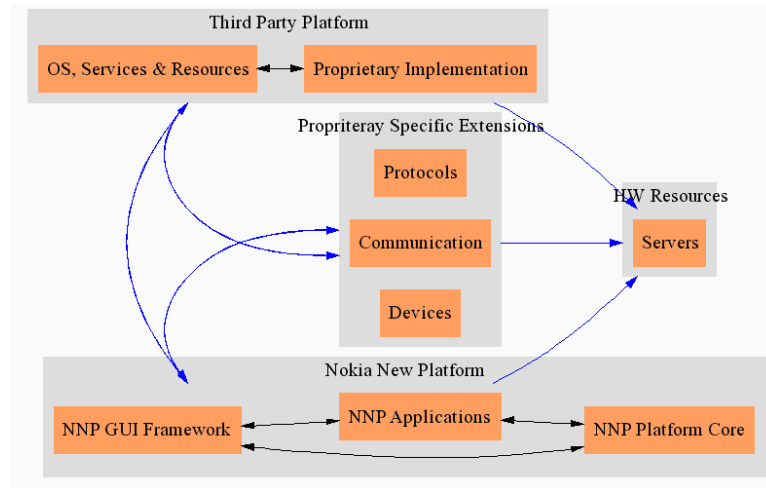 Third Party Platform
OS, Services & Resources
Proprietary Implementation
Propriteray Specific Extensions
Protocols
HW Resources
Communication
Servers
Devices
Nokia New Platform
NNP GUI Framework
NNP Applications
NNP Platform Core